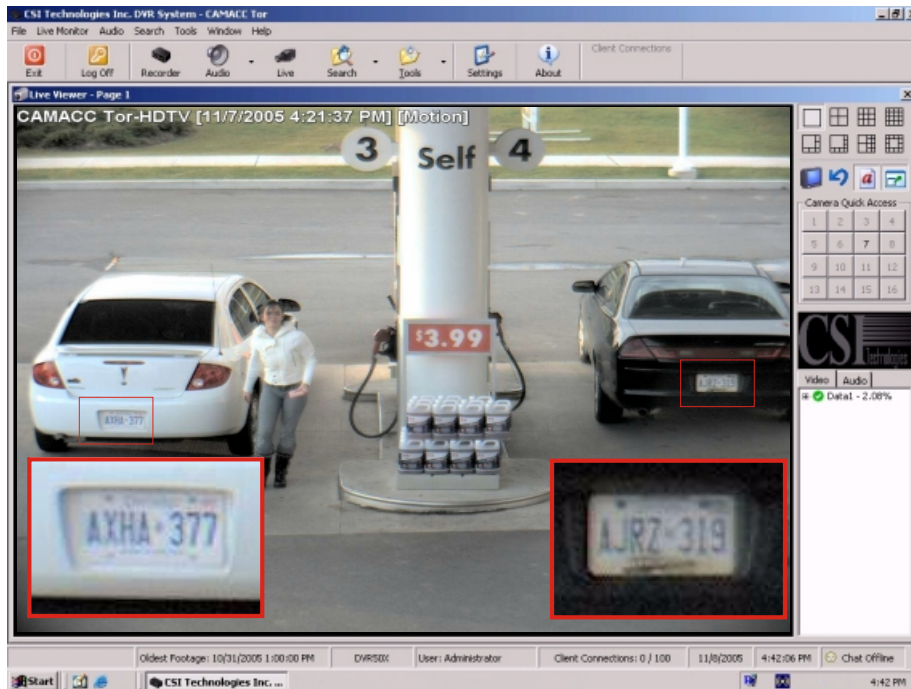 CSI Technologies Inc. DVR System - CAMACC Tor
File Live Monitor Audio Search Tools Window Help
Client Connections
Exit Log Off Recorder Audio Live Search Tools Settings About
Live Viewer - Page 1
CAMACC Tor-HDTV [11/7/2005 4:21:37 PM] [Motion]
3 Self 4
$3.99
AXHA-377
AJRZ-319
AXHA-377
AJRZ-319
Camera Quick Access
1 2 3 4
5 6 7 8
9 10 11 12
13 14 15 16
CSI Technologies
Video Audio
Data1 - 2.08%
Oldest Footage: 10/31/2005 1:00:00 PM DVR50X User: Administrator Client Connections: 0 / 100 11/8/2005 4:42:06 PM Chat Offline
Start CSI Technologies Inc. ... 4:42 PM